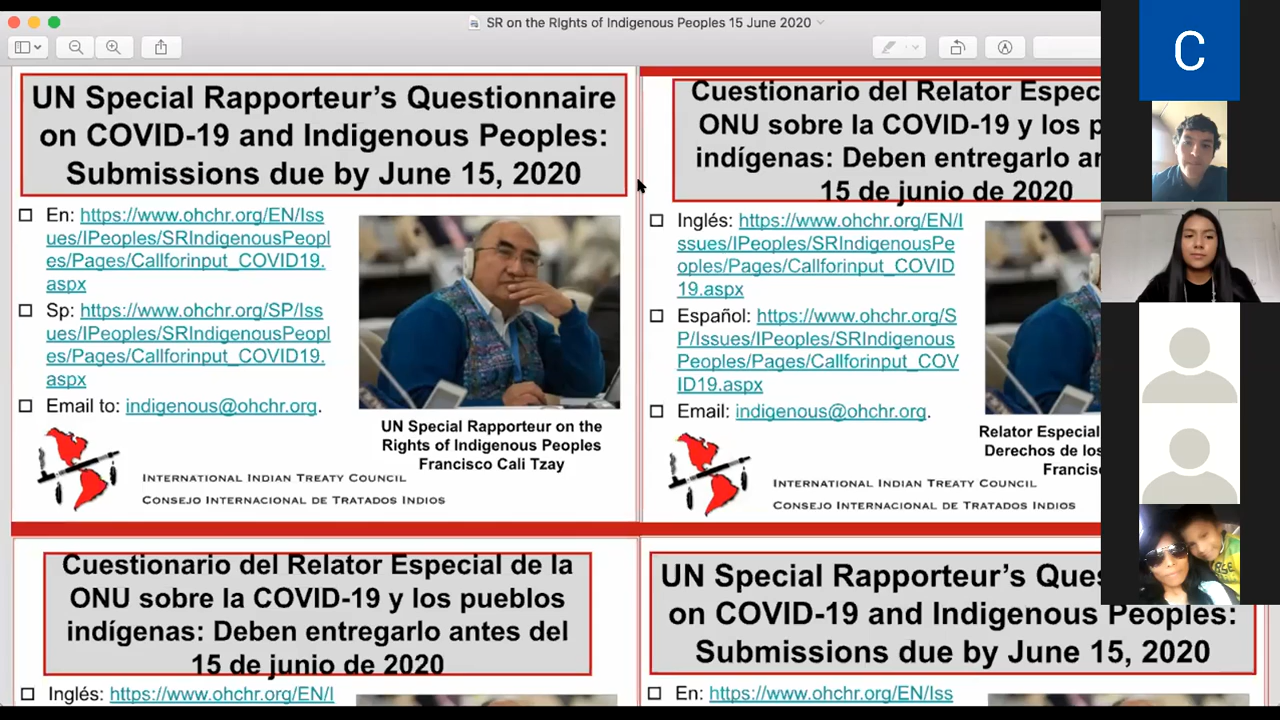 SR on the Rights of Indigenous Peoples 15 June 2020
UN Special Rapporteur's Questionnaire
on COVID-19 and Indigenous Peoples:
Submissions due by June 15, 2020
En: https://www.ohchr.org/EN/Iss
ues/IPeoples/SRIndigenousPeopl
es/Pages/Callforinput_COVID19.
aspx
Sp: https://www.ohchr.org/SP/Iss
ues/IPeoples/SRIndigenousPeopl
es/Pages/Callforinput_COVID19.
aspx
Email to: indigenous@ohchr.org.
UN Special Rapporteur on the
Rights of Indigenous Peoples
Francisco Cali Tzay
INTERNATIONAL INDIAN TREATY COUNCIL
CONSEJO INTERNACIONAL DE TRATADOS INDIOS
Cuestionario del Relator Espec
ONU sobre la COVID-19 y los p
indígenas: Deben entregarlo an
15 de junio de 2020
Inglés: https://www.ohchr.org/EN/I
ssues/IPeoples/SRIndigenousPe
oples/Pages/Callforinput_COVID
19.aspx
Español: https://www.ohchr.org/S
P/Issues/IPeoples/SRIndigenous
Peoples/Pages/Callforinput_COV
ID19.aspx
Email: indigenous@ohchr.org.
Relator Especial
Derechos de los
Francis
INTERNATIONAL INDIAN TREATY COUNCIL
CONSEJO INTERNACIONAL DE TRATADOS INDIOS
Cuestionario del Relator Especial de la
ONU sobre la COVID-19 y los pueblos
indígenas: Deben entregarlo antes del
15 de junio de 2020
Inglés: https://www.ohchr.org/EN/I
UN Special Rapporteur's Ques
on COVID-19 and Indigenous Peoples:
Submissions due by June 15, 2020
En: https://www.ohchr.org/EN/Iss
C